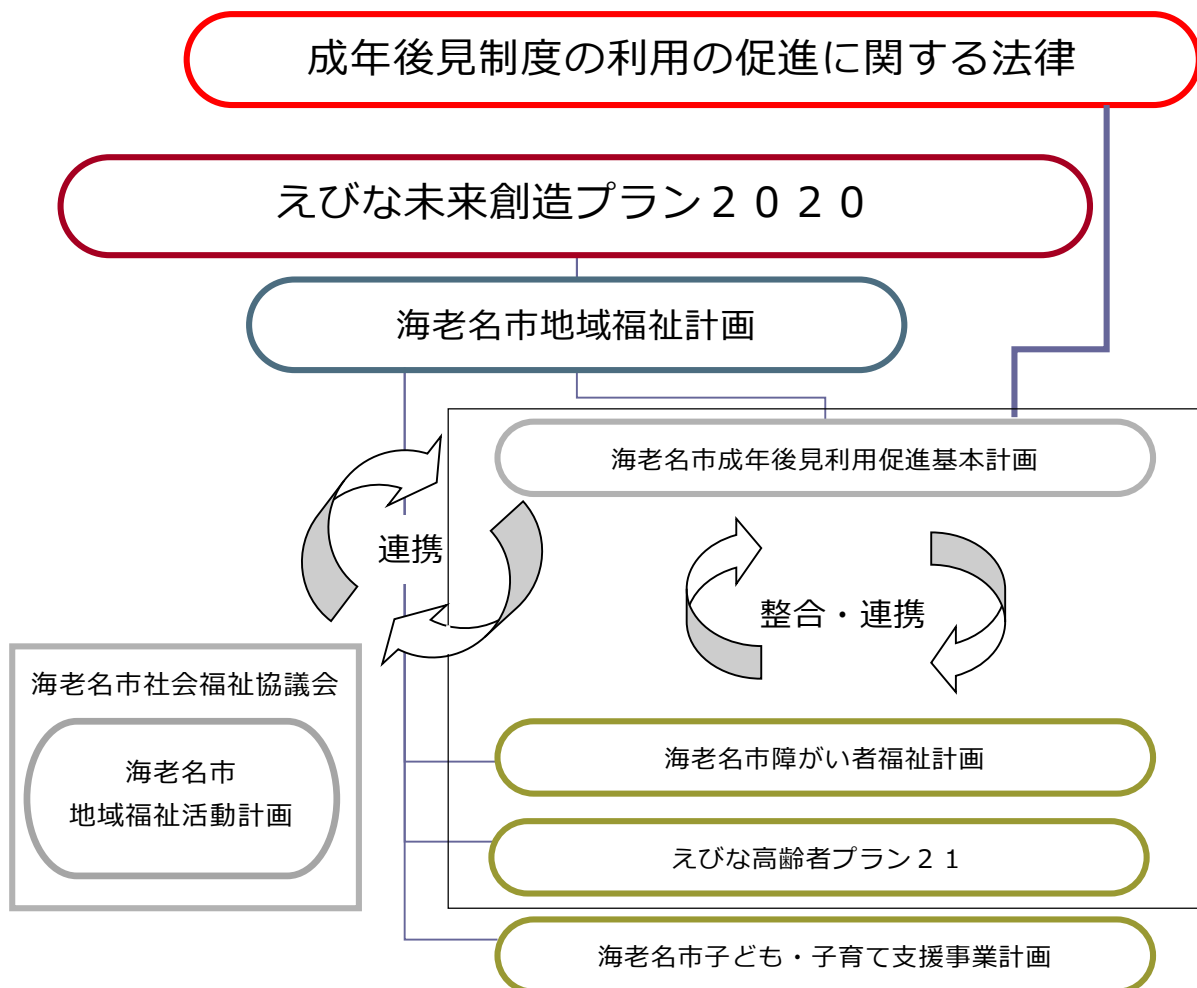 成年後見制度の利用の促進に関する法律
えびな未来創造プラン２０２０
海老名市地域福祉計画
海老名市成年後見利用促進基本計画
連携
整合・連携
海老名市社会福祉協議会
海老名市
地域福祉活動計画
海老名市障がい者福祉計画
えびな高齢者プラン２１
海老名市子ども・子育て支援事業計画